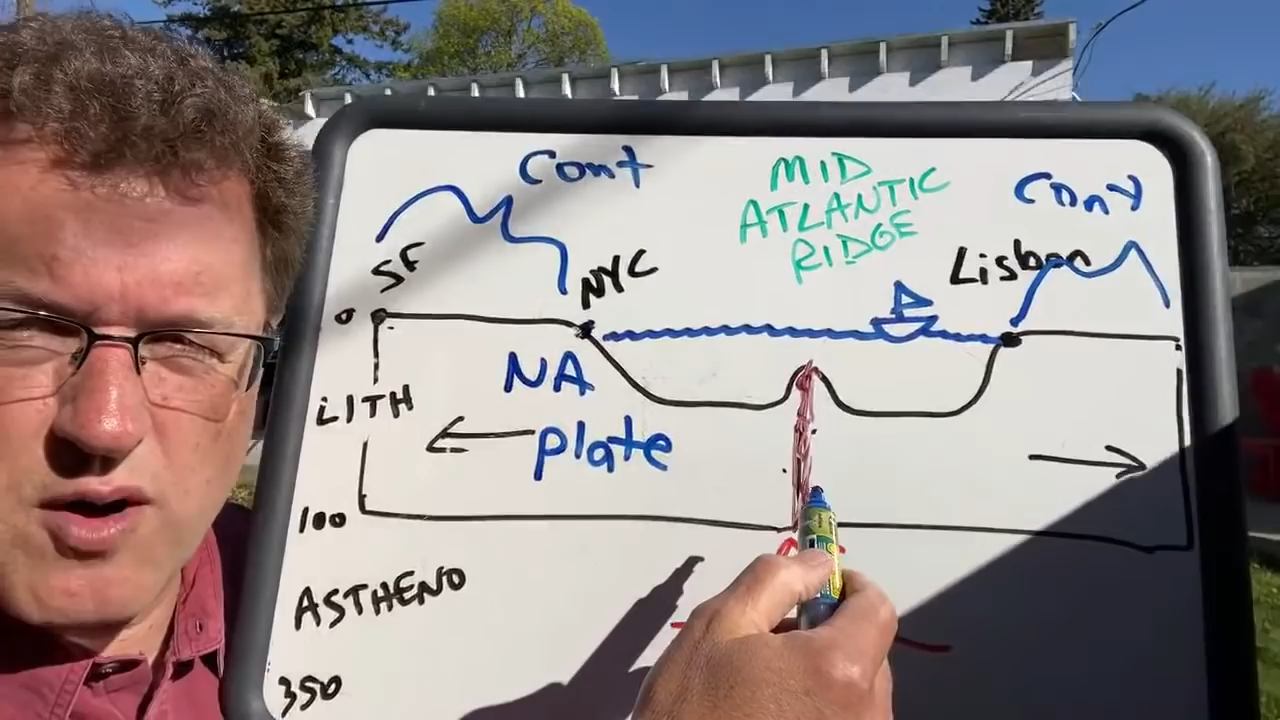 Cont
MID
ATLANTIC
RIDGE
Cont
SF
NYC
Lisbon
0
NA
Plate
LITH
100
ASTHENO
350